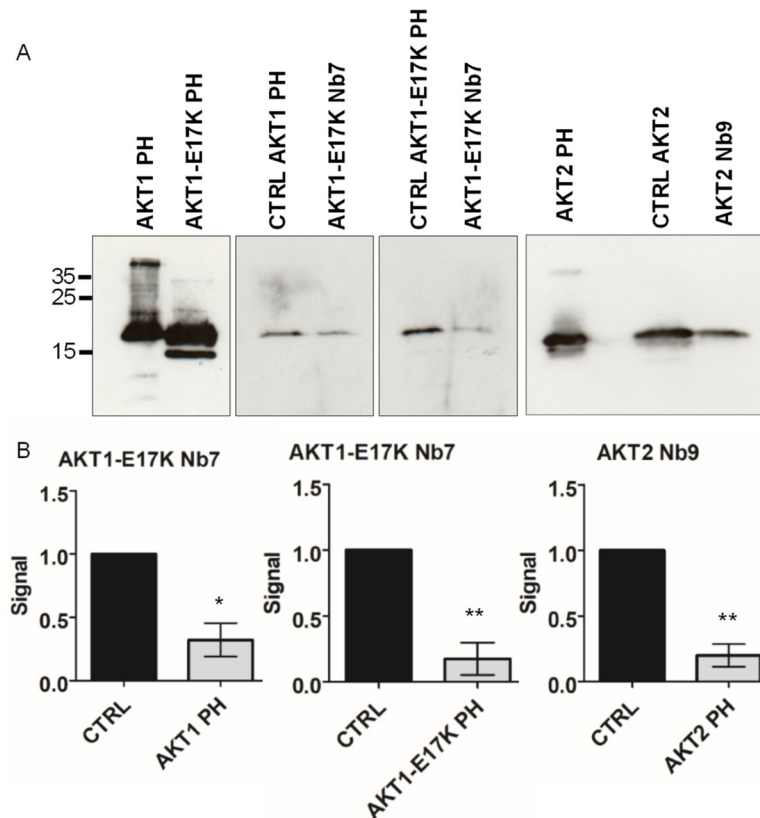 A
AKT1 PH
AKT1-E17K PH
CTRL AKT1 PH
AKT1-E17K Nb7
CTRL AKT1-E17K PH
AKT1-E17K Nb7
AKT2 PH
CTRL AKT2
AKT2 Nb9
35
25
15
B
AKT1-E17K Nb7
1.5
1.0
0.5
0.0
Signal
*
CTRL
AKT1 PH
AKT1-E17K Nb7
1.5
1.0
0.5
0.0
Signal
**
CTRL
AKT1-E17K PH
AKT2 Nb9
1.5
1.0
0.5
0.0
Signal
**
CTRL
AKT2 PH